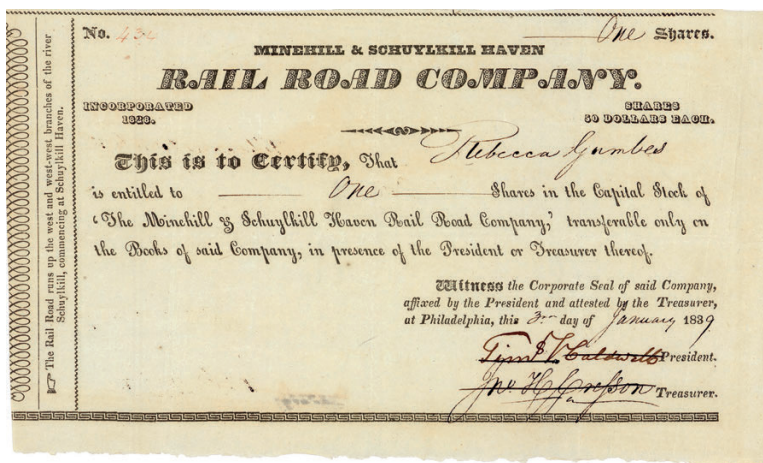 No. 434 One Shares.
MINEHILL & SCHUYLKILL HAVEN
RAIL ROAD COMPANY.
INCORPORATED
1828.
SHARES
50 DOLLARS EACH.
This is to Certify, That Rebecca Gumbes
is entitled to One Shares in the Capital Stock of
'The Minehill & Schuylkill Haven Rail Road Company,' transferable only on
the Books of said Company, in presence of the President or Treasurer thereof.
Witness the Corporate Seal of said Company,
affixed by the President and attested by the Treasurer,
at Philadelphia, this 3rd day of January 1839
President.
Jno. H Cresson Treasurer.
☞ The Rail Road runs up the west and west-west branches of the river
Schuylkill, commencing at Schuylkill Haven.